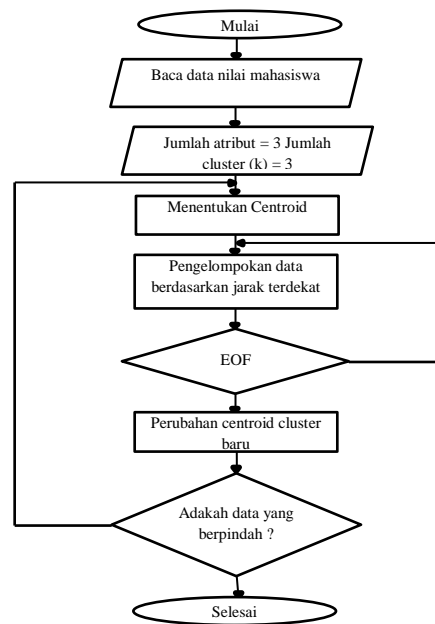 Mulai
Baca data nilai mahasiswa
Jumlah atribut = 3 Jumlah
cluster (k) = 3
Menentukan Centroid
Pengelompokan data
berdasarkan jarak terdekat
EOF
Perubahan centroid cluster
baru
Adakah data yang
berpindah ?
Selesai